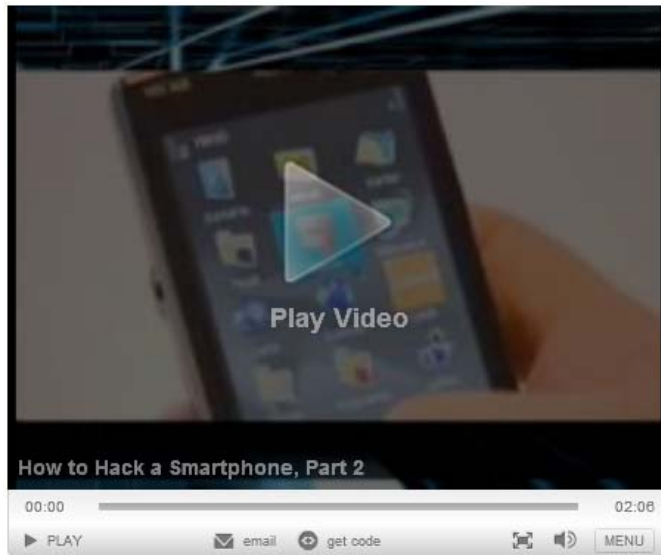 Play Video
How to Hack a Smartphone, Part 2
00:00 02:06
PLAY email get code MENU